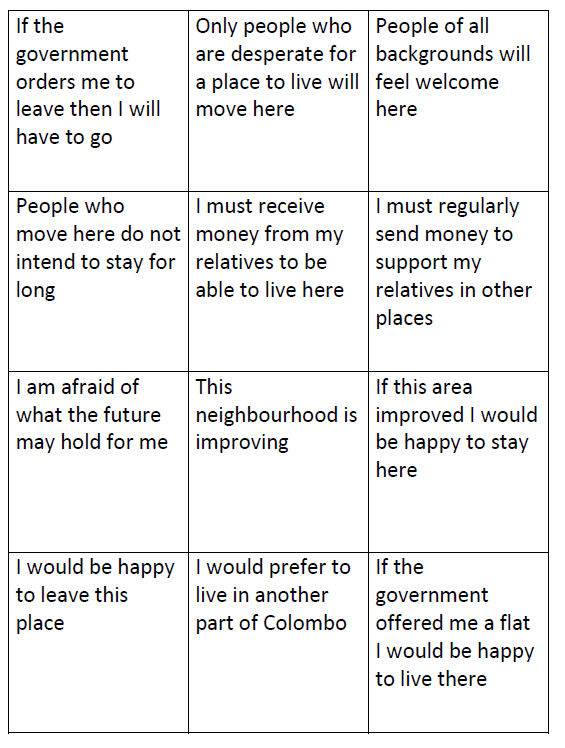 If the
government
orders me to
leave then I will
have to go
Only people who
are desperate for
a place to live will
move here
People of all
backgrounds will
feel welcome
here
People who
move here do not
intend to stay for
long
I must receive
money from my
relatives to be
able to live here
I must regularly
send money to
support my
relatives in other
places
I am afraid of
what the future
may hold for me
This
neighbourhood is
improving
If this area
improved I would
be happy to stay
here
I would be happy
to leave this
place
I would prefer to
live in another
part of Colombo
If the
government
offered me a flat
I would be happy
to live there